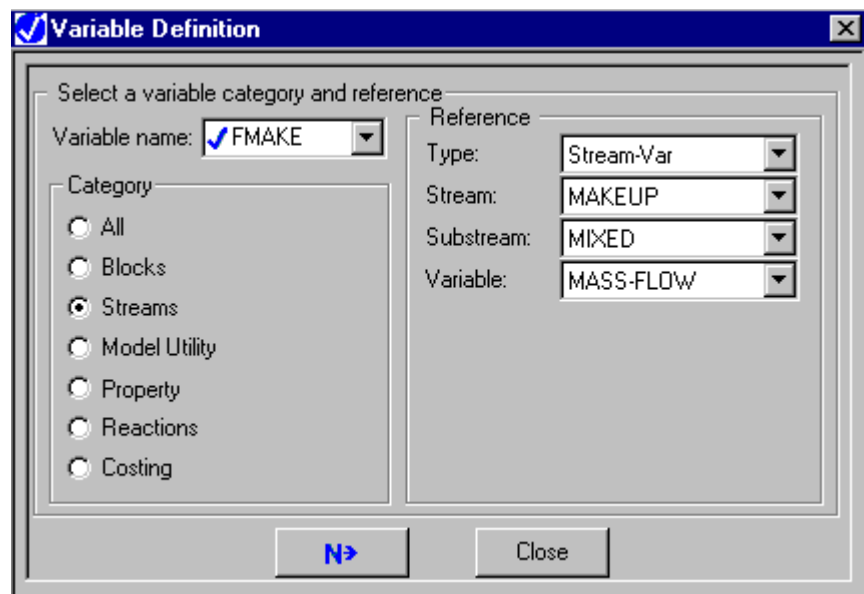 Variable Definition
Select a variable category and reference
Variable name: FMAKE
Category
All
Blocks
Streams
Model Utility
Property
Reactions
Costing
Reference
Type: Stream-Var
Stream: MAKEUP
Substream: MIXED
Variable: MASS-FLOW
N
Close